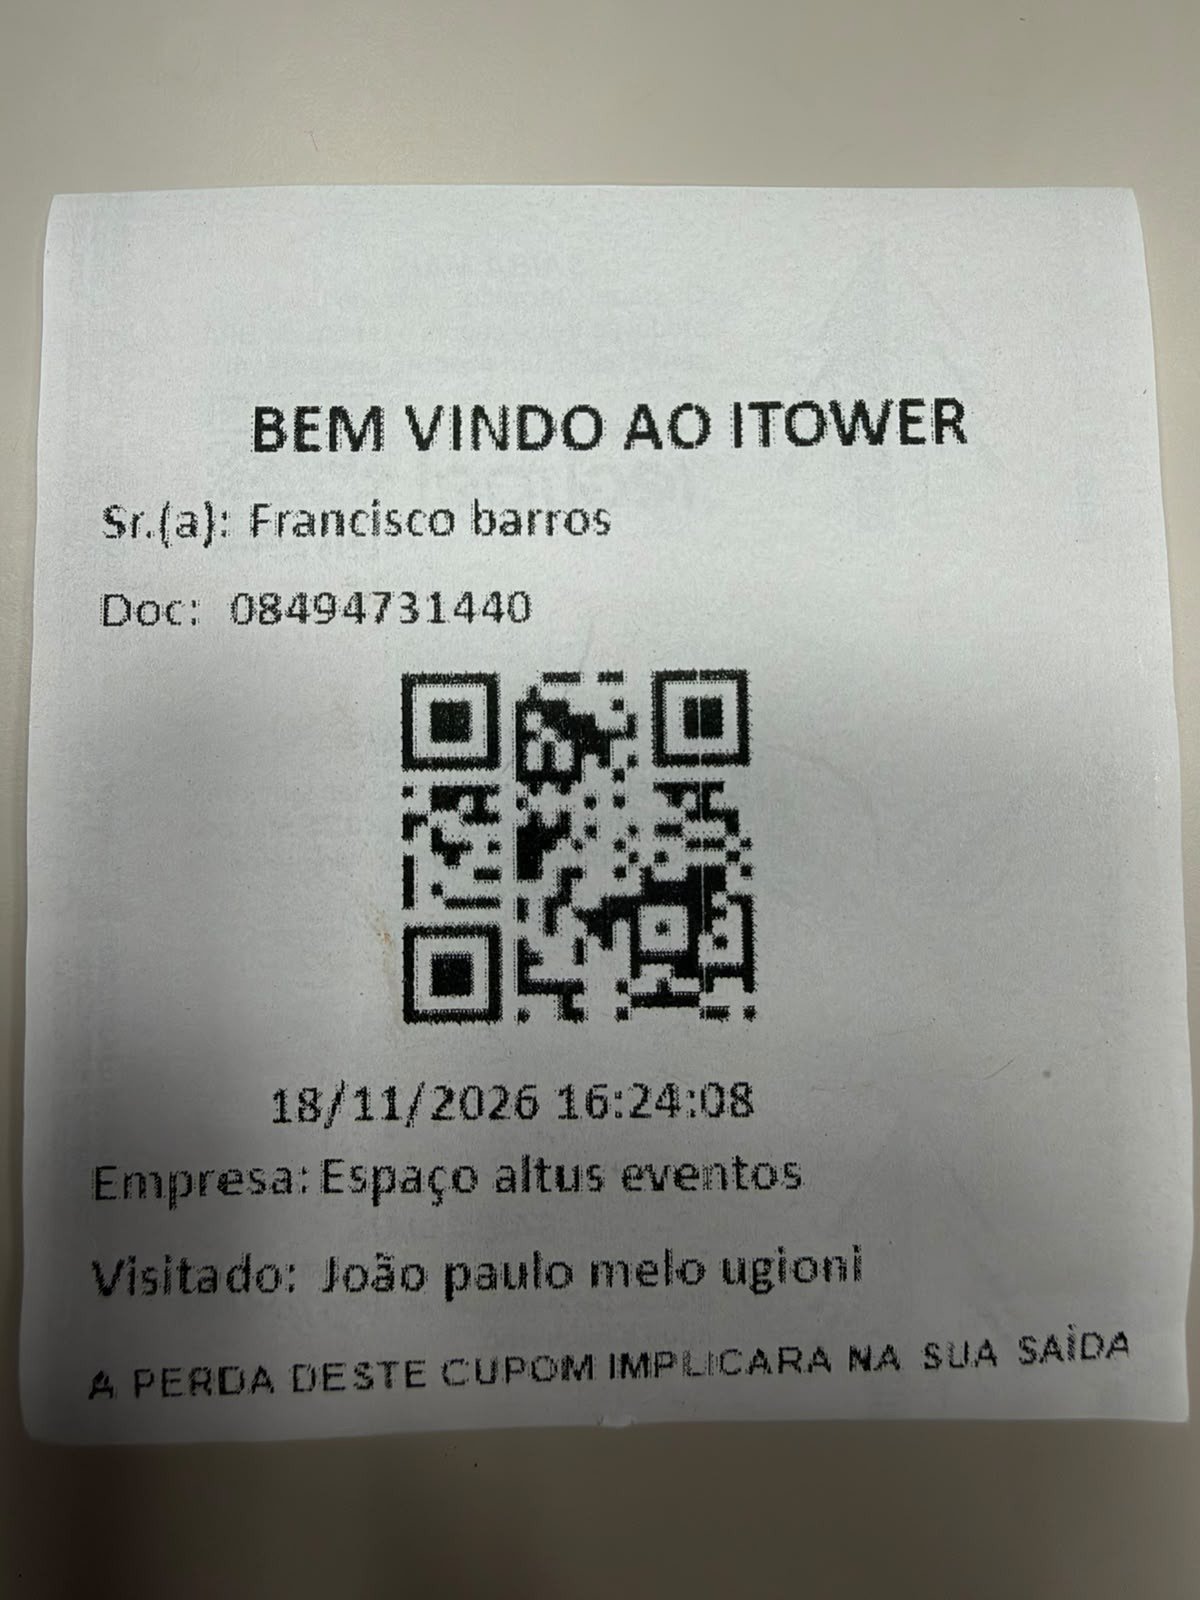 BEM VINDO AO ITOWER
Sr.(a): Francisco barros
Doc: 08494731440
18/11/2026 16:24:08
Empresa: Espaço altus eventos
Visitado: João paulo melo ugioni
A PERDA DESTE CUPOM IMPLICARA NA SUA SAÍDA